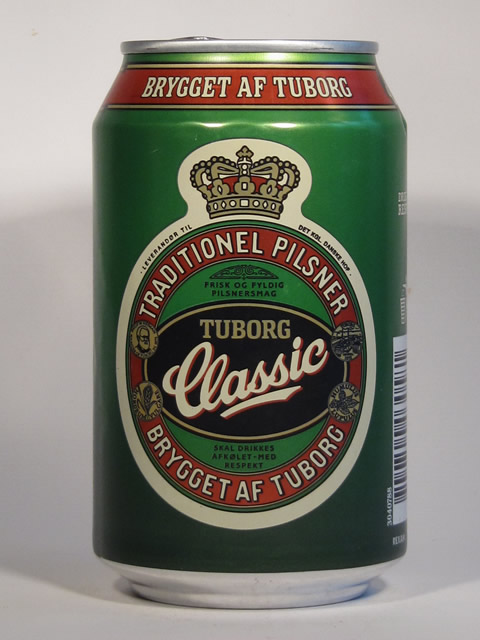 BRYGGET AF TUBORG
· LEVERANDØR TIL
DET KGL. DANSKE HOF ·
TRADITIONEL PILSNER
FRISK OG FYLDIG
PILSNERSMAG
TUBORG
Classic
SKAL DRIKKES
AFKØLET · MED
RESPEKT
BRYGGET AF TUBORG
3040788